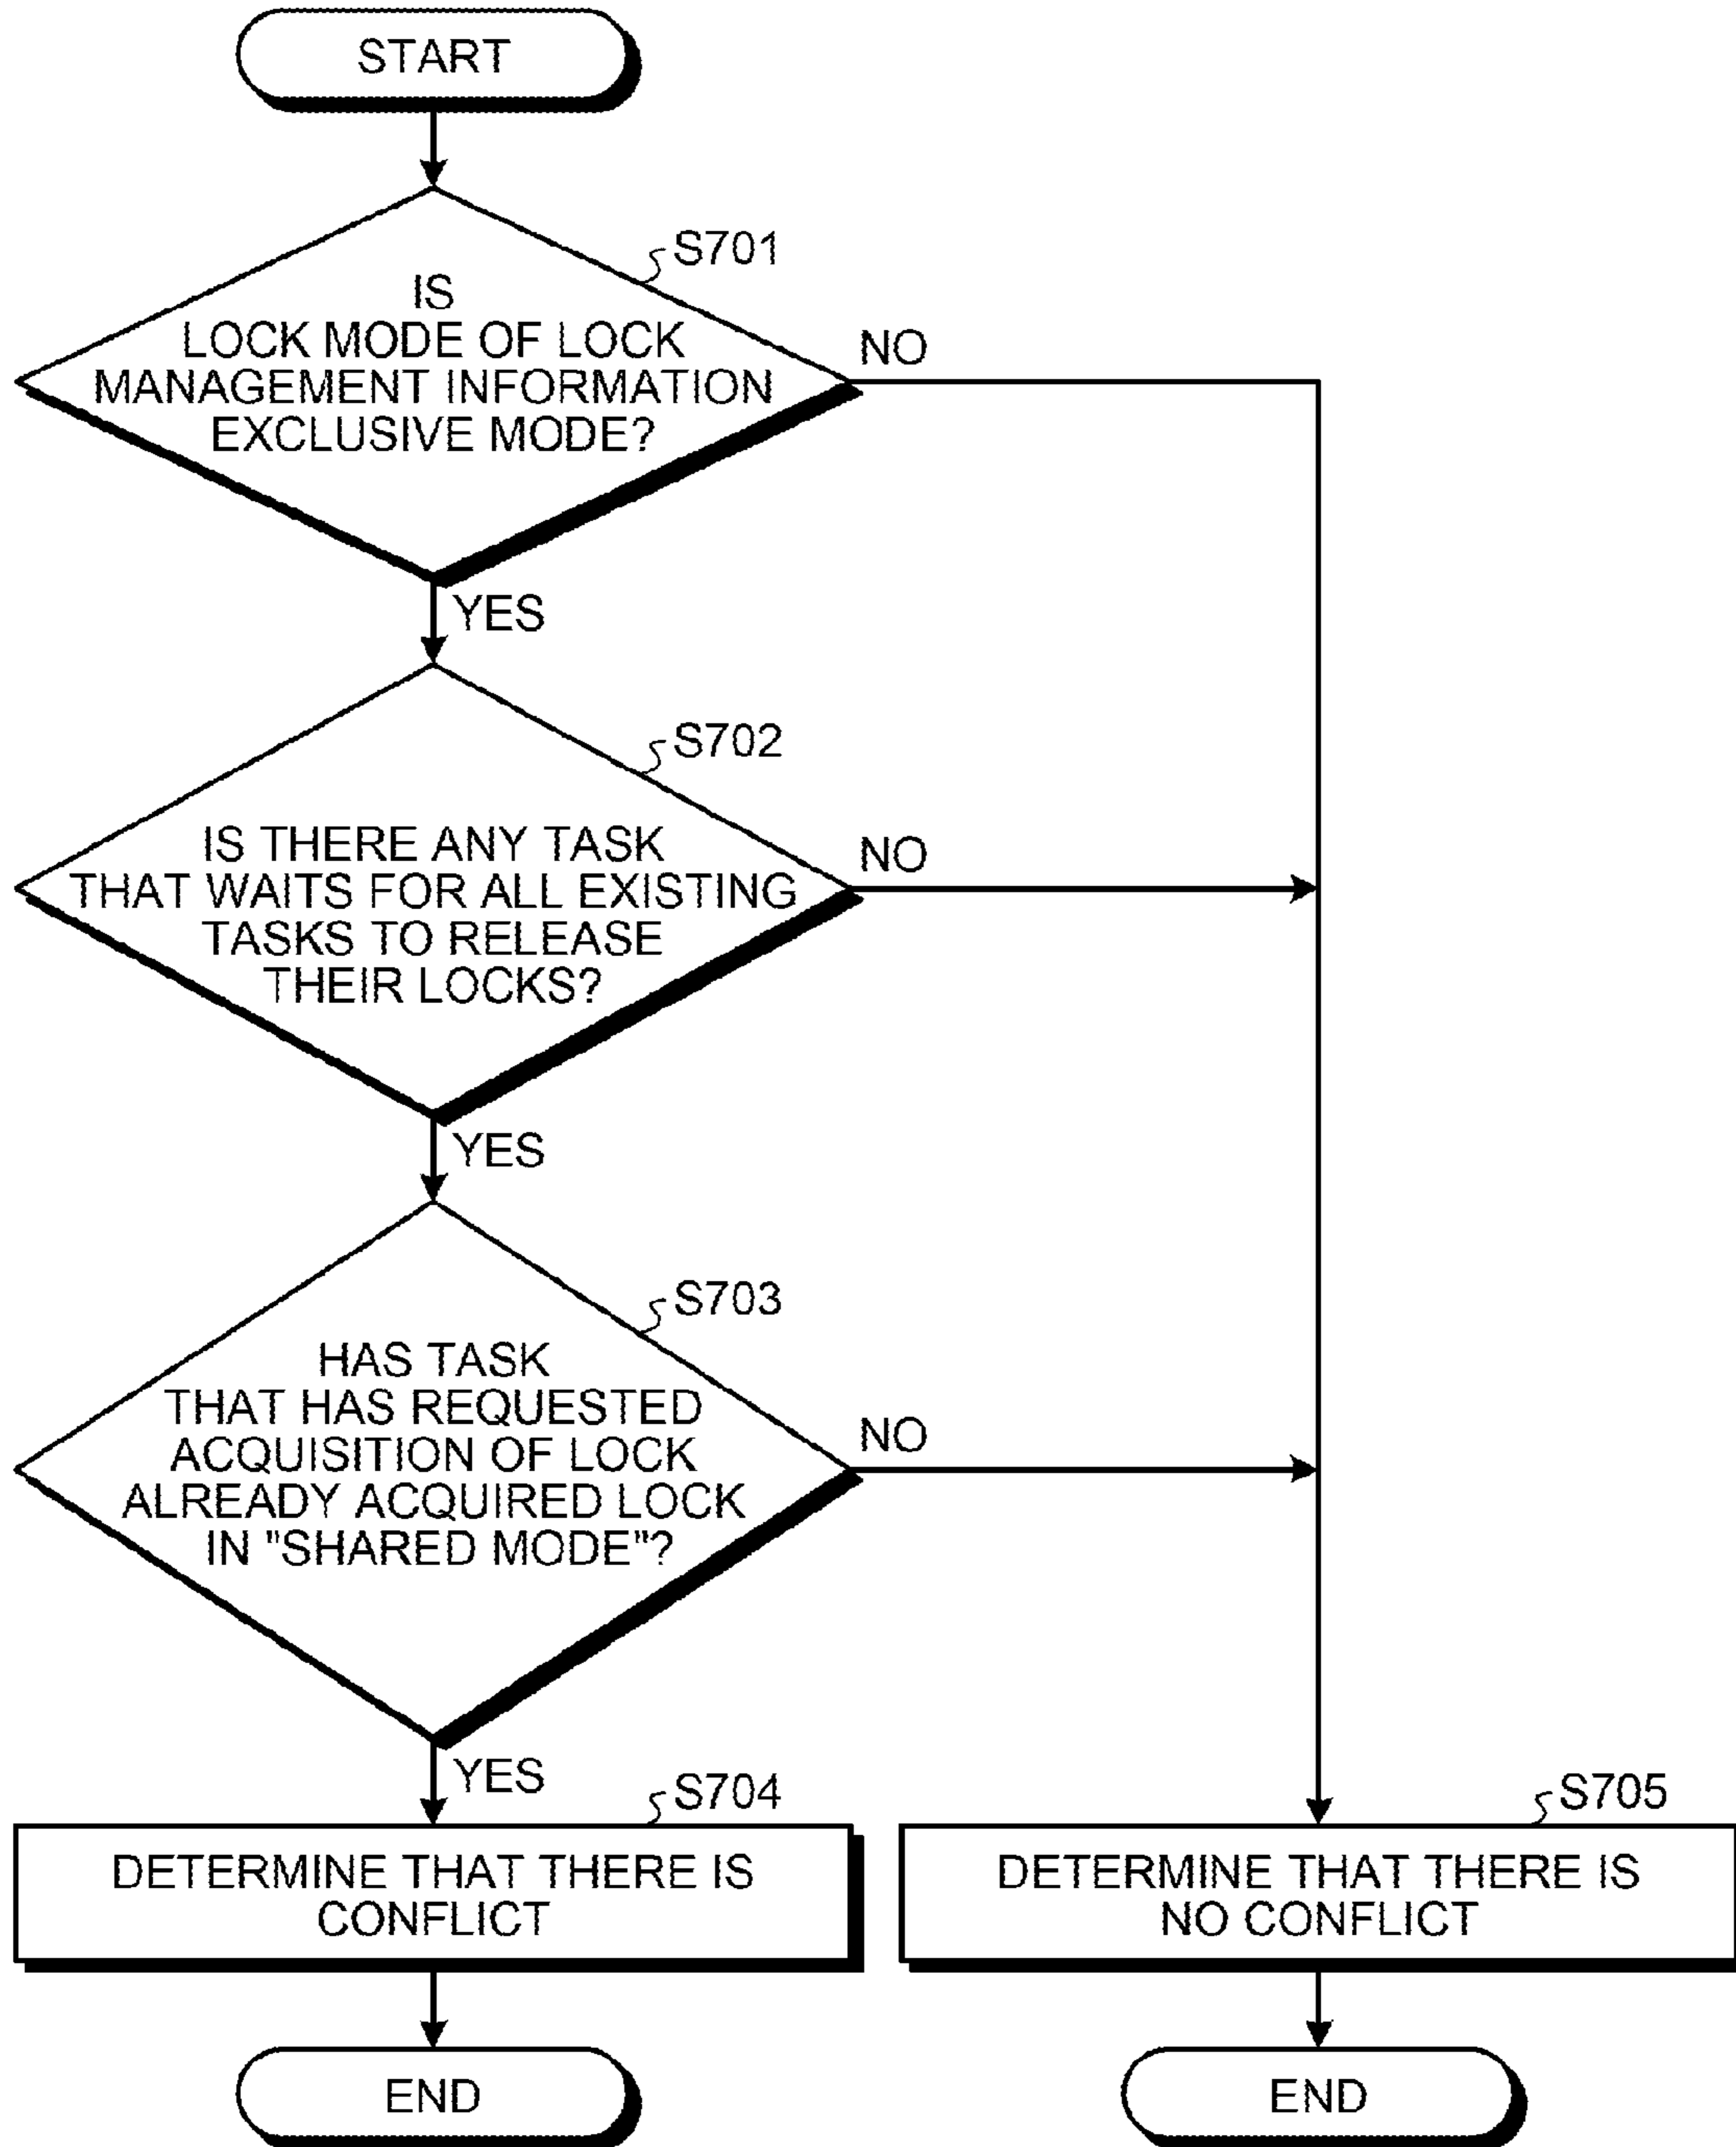 START
S701
IS
LOCK MODE OF LOCK
MANAGEMENT INFORMATION
EXCLUSIVE MODE?
NO
YES
S702
IS THERE ANY TASK
THAT WAITS FOR ALL EXISTING
TASKS TO RELEASE
THEIR LOCKS?
NO
YES
S703
HAS TASK
THAT HAS REQUESTED
ACQUISITION OF LOCK
ALREADY ACQUIRED LOCK
IN "SHARED MODE"?
NO
YES
S704
DETERMINE THAT THERE IS
CONFLICT
S705
DETERMINE THAT THERE IS
NO CONFLICT
END
END